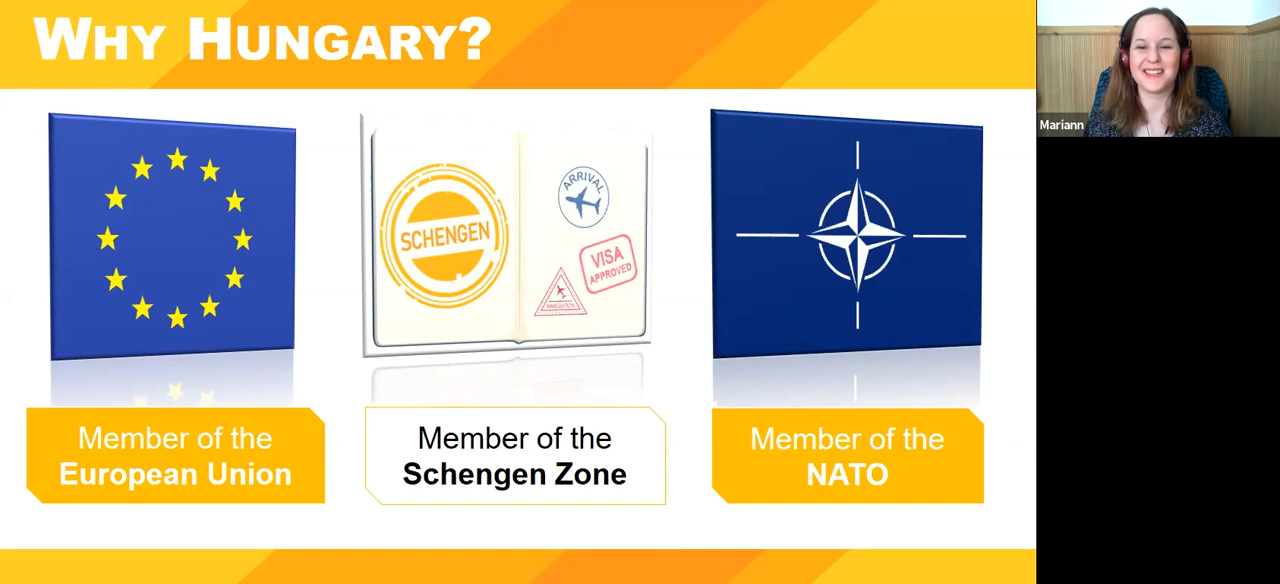 WHY HUNGARY?
Mariann
SCHENGEN
ARRIVAL
VISA
APPROVED
Member of the
European Union
Member of the
Schengen Zone
Member of the
NATO